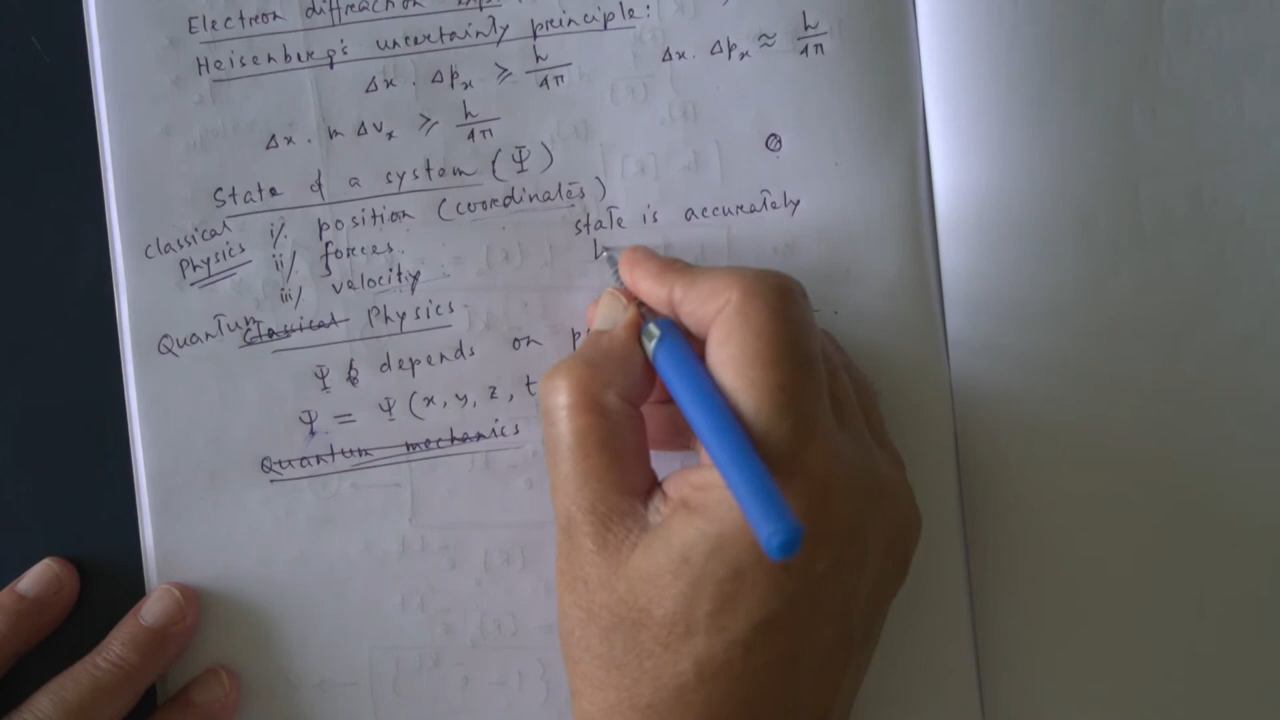 Electron diffraction
Heisenberg's uncertainty principle:
Δx . Δpx ≥ h/4π
Δx. Δpx ≈ h/4π
Δx. m Δvx ≥ h/4π
State of a system (Ψ)
classical Physics
i/. position (coordinates)
ii/ forces.
iii/ velocity
state is accurately
Quantum Classical Physics
Ψ depends on
Ψ = Ψ (x, y, z, t
Quantum mechanics